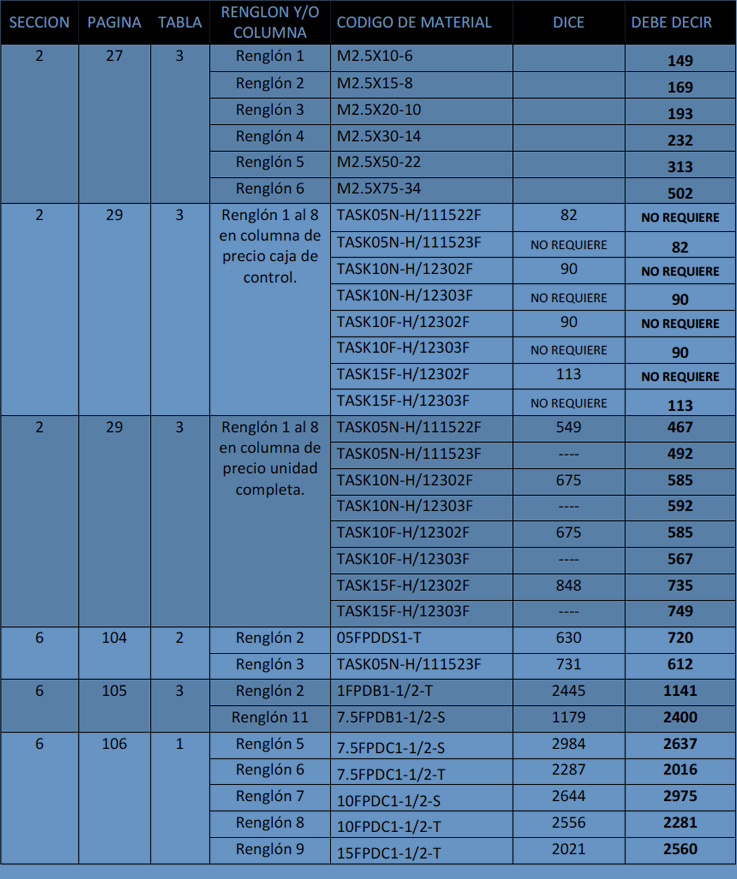 SECCION PAGINA TABLA RENGLON Y/O COLUMNA CODIGO DE MATERIAL DICE DEBE DECIR
2 27 3 Renglón 1 M2.5X10-6 149
Renglón 2 M2.5X15-8 169
Renglón 3 M2.5X20-10 193
Renglón 4 M2.5X30-14 232
Renglón 5 M2.5X50-22 313
Renglón 6 M2.5X75-34 502
2 29 3 Renglón 1 al 8 TASK05N-H/111522F 82 NO REQUIERE
en columna de TASK05N-H/111523F NO REQUIERE 82
precio caja de TASK10N-H/12302F 90 NO REQUIERE
control. TASK10N-H/12303F NO REQUIERE 90
TASK10F-H/12302F 90 NO REQUIERE
TASK10F-H/12303F NO REQUIERE 90
TASK15F-H/12302F 113 NO REQUIERE
TASK15F-H/12303F NO REQUIERE 113
2 29 3 Renglón 1 al 8 TASK05N-H/111522F 549 467
en columna de TASK05N-H/111523F ---- 492
precio unidad TASK10N-H/12302F 675 585
completa. TASK10N-H/12303F ---- 592
TASK10F-H/12302F 675 585
TASK10F-H/12303F ---- 567
TASK15F-H/12302F 848 735
TASK15F-H/12303F ---- 749
6 104 2 Renglón 2 05FPDDS1-T 630 720
Renglón 3 TASK05N-H/111523F 731 612
6 105 3 Renglón 2 1FPDB1-1/2-T 2445 1141
Renglón 11 7.5FPDB1-1/2-S 1179 2400
6 106 1 Renglón 5 7.5FPDC1-1/2-S 2984 2637
Renglón 6 7.5FPDC1-1/2-T 2287 2016
Renglón 7 10FPDC1-1/2-S 2644 2975
Renglón 8 10FPDC1-1/2-T 2556 2281
Renglón 9 15FPDC1-1/2-T 2021 2560